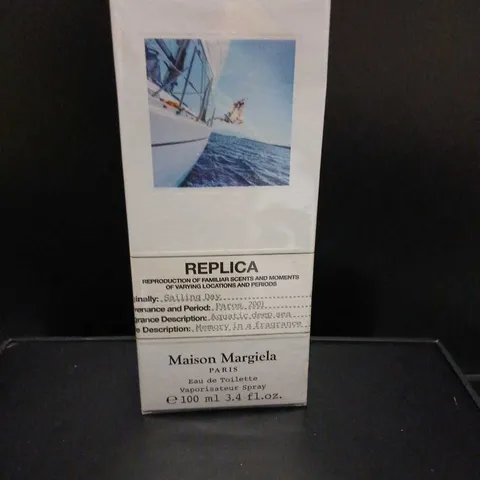 REPLICA
REPRODUCTION OF FAMILIAR SCENTS AND MOMENTS
OF VARYING LOCATIONS AND PERIODS
ginally: Sailing Day
venance and Period: Paros 2001
grance Description: Aquatic deep sea
e Description: Memory in a fragrance
Maison Margiela
PARIS
Eau de Toilette
Vaporisateur Spray
℮ 100 ml 3.4 fl.oz.